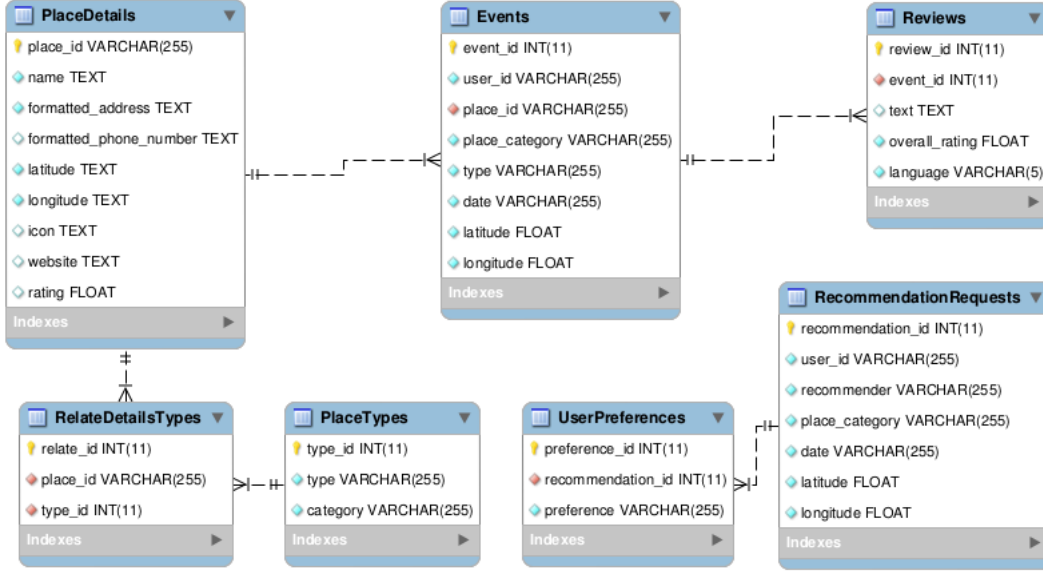 PlaceDetails
place_id VARCHAR(255)
name TEXT
formatted_address TEXT
formatted_phone_number TEXT
latitude TEXT
longitude TEXT
icon TEXT
website TEXT
rating FLOAT
Indexes
Events
event_id INT(11)
user_id VARCHAR(255)
place_id VARCHAR(255)
place_category VARCHAR(255)
type VARCHAR(255)
date VARCHAR(255)
latitude FLOAT
longitude FLOAT
Indexes
Reviews
review_id INT(11)
event_id INT(11)
text TEXT
overall_rating FLOAT
language VARCHAR(5)
Indexes
RelateDetailsTypes
relate_id INT(11)
place_id VARCHAR(255)
type_id INT(11)
Indexes
PlaceTypes
type_id INT(11)
type VARCHAR(255)
category VARCHAR(255)
Indexes
UserPreferences
preference_id INT(11)
recommendation_id INT(11)
preference VARCHAR(255)
Indexes
RecommendationRequests
recommendation_id INT(11)
user_id VARCHAR(255)
recommender VARCHAR(255)
place_category VARCHAR(255)
date VARCHAR(255)
latitude FLOAT
longitude FLOAT
Indexes